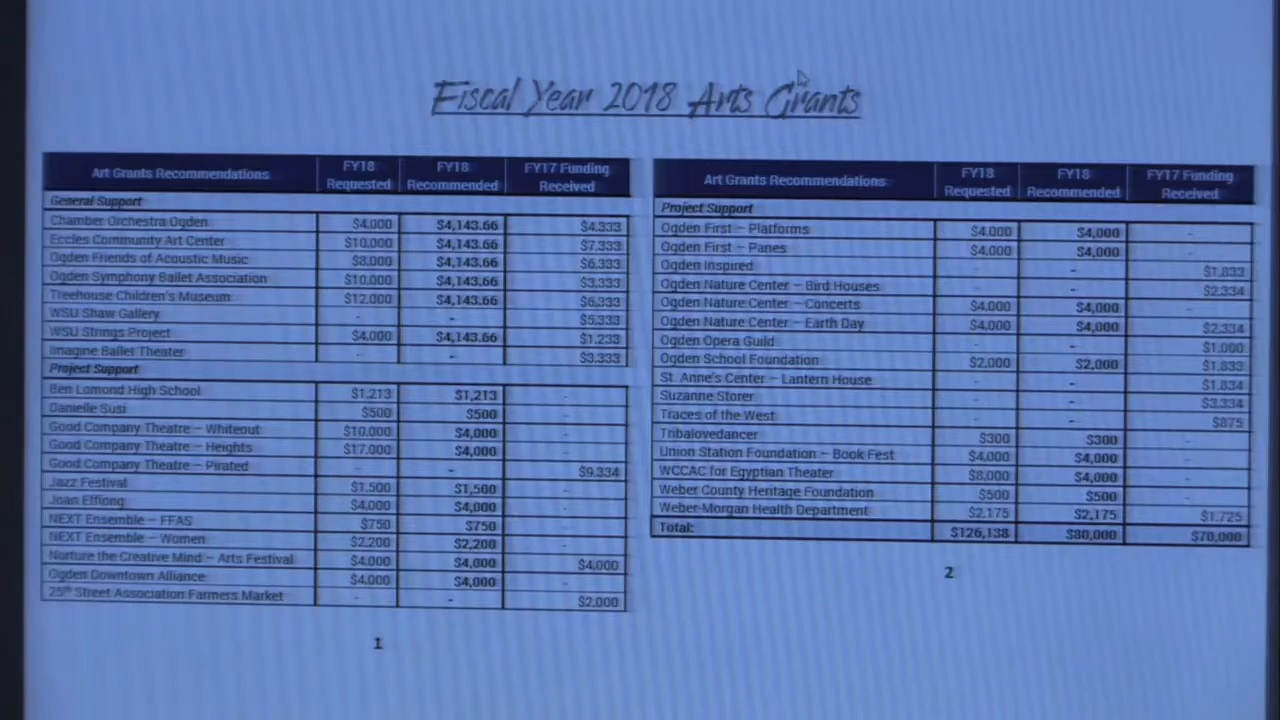 Fiscal Year 2018 Arts Grants
Art Grants Recommendations FY18 Requested FY18 Recommended FY17 Funding Received
General Support
Chamber Orchestra Ogden $4,000 $4,143.66 $4,333
Eccles Community Art Center $10,000 $4,143.66 $7,333
Ogden Friends of Acoustic Music $8,000 $4,143.66 $6,333
Ogden Symphony Ballet Association $10,000 $4,143.66 $3,333
Treehouse Children's Museum $12,000 $4,143.66 $6,333
WSU Shaw Gallery - - $5,333
WSU Strings Project $4,000 $4,143.66 $1,233
Imagine Ballet Theater - - $3,333
Project Support
Ben Lomond High School $1,213 $1,213 -
Danielle Susi $500 $500 -
Good Company Theatre – Whiteout $10,000 $4,000 -
Good Company Theatre – Heights $17,000 $4,000 -
Good Company Theatre – Pirated - - $9,334
Jazz Festival $1,500 $1,500 -
Joan Effiong $4,000 $4,000 -
NEXT Ensemble – FFAS $750 $750 -
NEXT Ensemble – Women $2,200 $2,200 -
Nurture the Creative Mind – Arts Festival $4,000 $4,000 $4,000
Ogden Downtown Alliance $4,000 $4,000 -
25th Street Association Farmers Market - - $2,000
1
Art Grants Recommendations FY18 Requested FY18 Recommended FY17 Funding Received
Project Support
Ogden First – Platforms $4,000 $4,000 -
Ogden First – Panes $4,000 $4,000 -
Ogden Inspired - - $1,833
Ogden Nature Center – Bird Houses - - $2,334
Ogden Nature Center – Concerts $4,000 $4,000 -
Ogden Nature Center – Earth Day $4,000 $4,000 $2,334
Ogden Opera Guild - - $1,000
Ogden School Foundation $2,000 $2,000 $1,833
St. Anne's Center – Lantern House - - $1,834
Suzanne Storer - - $3,334
Traces of the West - - $875
Tribalovedancer $300 $300 -
Union Station Foundation – Book Fest $4,000 $4,000 -
WCCAC for Egyptian Theater $8,000 $4,000 -
Weber County Heritage Foundation $500 $500 -
Weber-Morgan Health Department $2,175 $2,175 $1,725
Total: $126,138 $80,000 $70,000
2